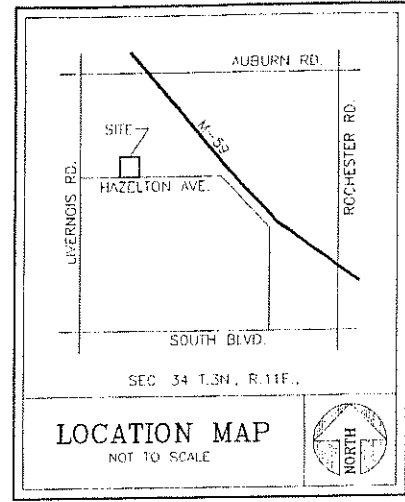 AUBURN RD.
M-59
SITE
LIVERNOIS RD.
ROCHESTER RD.
HAZELTON AVE.
SOUTH BLVD.
SEC 34 T.3N, R.11E.,
LOCATION MAP
NOT TO SCALE
NORTH